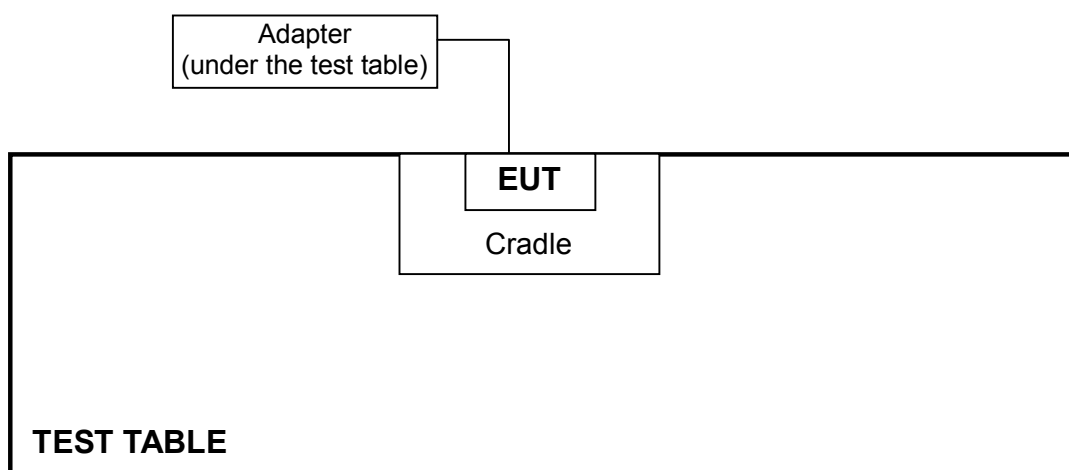 Adapter
(under the test table)
EUT
Cradle
TEST TABLE